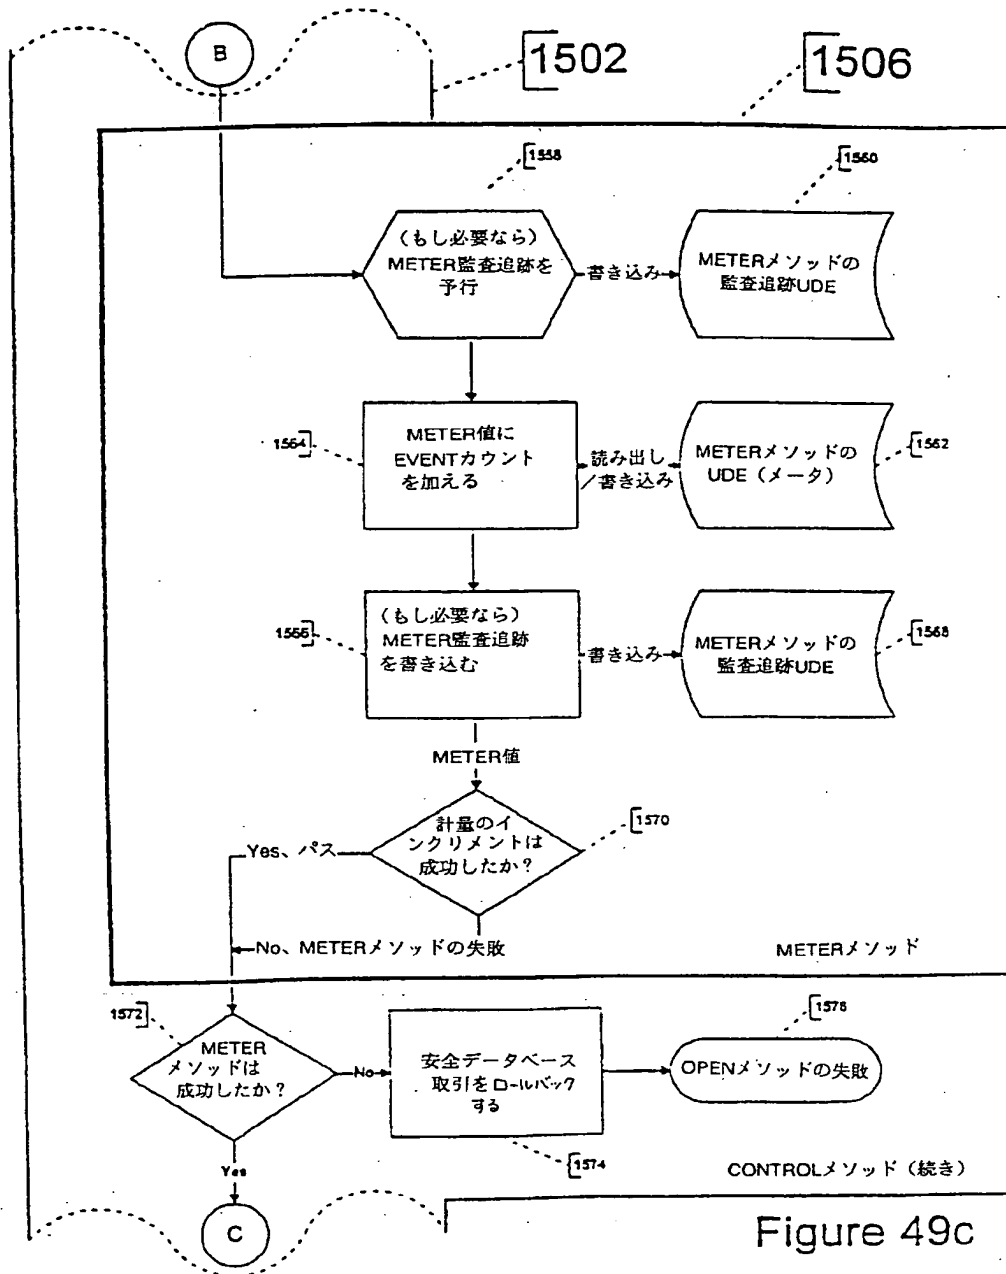 B
1502
1506
1558
1560
（もし必要なら）
METER監査追跡を
予行
書き込み
METERメソッドの
監査追跡UDE
1564
METER値に
EVENTカウント
を加える
読み出し
／書き込み
METERメソッドの
UDE（メータ）
1562
1566
（もし必要なら）
METER監査追跡
を書き込む
書き込み
METERメソッドの
監査追跡UDE
1568
METER値
計量のイ
ンクリメントは
成功したか？
1570
Yes、パス
No、METERメソッドの失敗
METERメソッド
1572
METER
メソッドは
成功したか？
No
安全データベース
取引をロールバック
する
1576
OPENメソッドの失敗
Yes
1574
CONTROLメソッド（続き）
C
Figure 49c